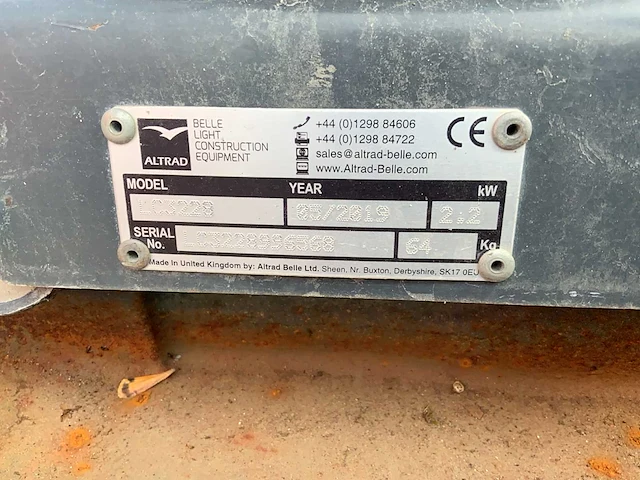 ALTRAD
BELLE
LIGHT
CONSTRUCTION
EQUIPMENT
+44 (0)1298 84606
+44 (0)1298 84722
sales@altrad-belle.com
www.Altrad-Belle.com
CE
MODEL YEAR kW
05/2019 2.2
SERIAL
No. 64 Kg
Made in United Kingdom by: Altrad Belle Ltd. Sheen, Nr. Buxton, Derbyshire, SK17 0EU